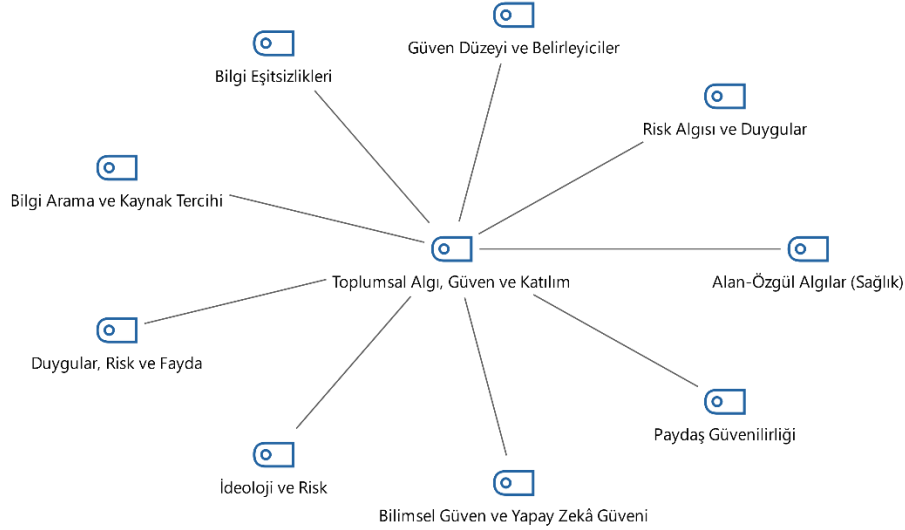 Güven Düzeyi ve Belirleyiciler
Bilgi Eşitsizlikleri
Risk Algısı ve Duygular
Bilgi Arama ve Kaynak Tercihi
Toplumsal Algı, Güven ve Katılım
Alan-Özgül Algılar (Sağlık)
Duygular, Risk ve Fayda
Paydaş Güvenilirliği
İdeoloji ve Risk
Bilimsel Güven ve Yapay Zekâ Güveni